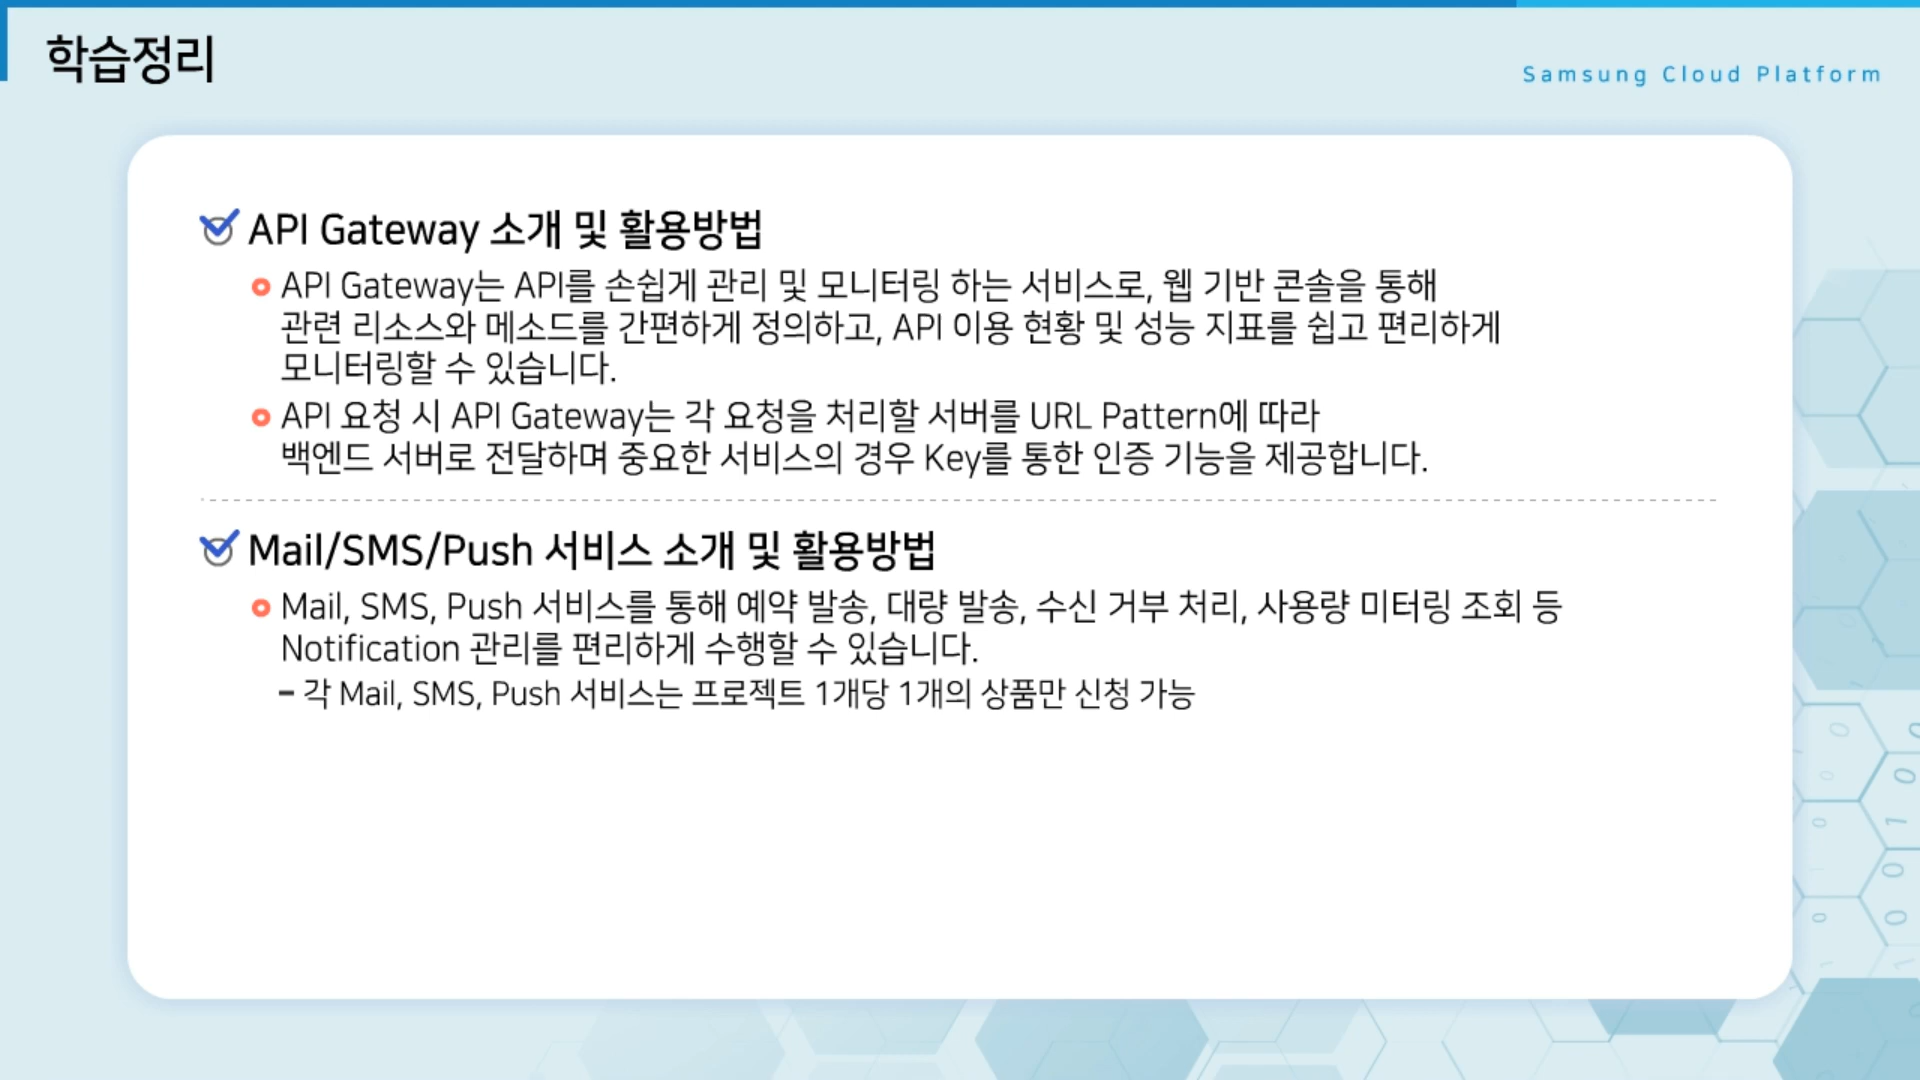 학습정리
Samsung Cloud Platform
API Gateway 소개 및 활용방법
API Gateway는 API를 손쉽게 관리 및 모니터링 하는 서비스로, 웹 기반 콘솔을 통해
관련 리소스와 메소드를 간편하게 정의하고, API 이용 현황 및 성능 지표를 쉽고 편리하게
모니터링할 수 있습니다.
API 요청 시 API Gateway는 각 요청을 처리할 서버를 URL Pattern에 따라
백엔드 서버로 전달하며 중요한 서비스의 경우 Key를 통한 인증 기능을 제공합니다.
Mail/SMS/Push 서비스 소개 및 활용방법
Mail, SMS, Push 서비스를 통해 예약 발송, 대량 발송, 수신 거부 처리, 사용량 미터링 조회 등
Notification 관리를 편리하게 수행할 수 있습니다.
– 각 Mail, SMS, Push 서비스는 프로젝트 1개당 1개의 상품만 신청 가능